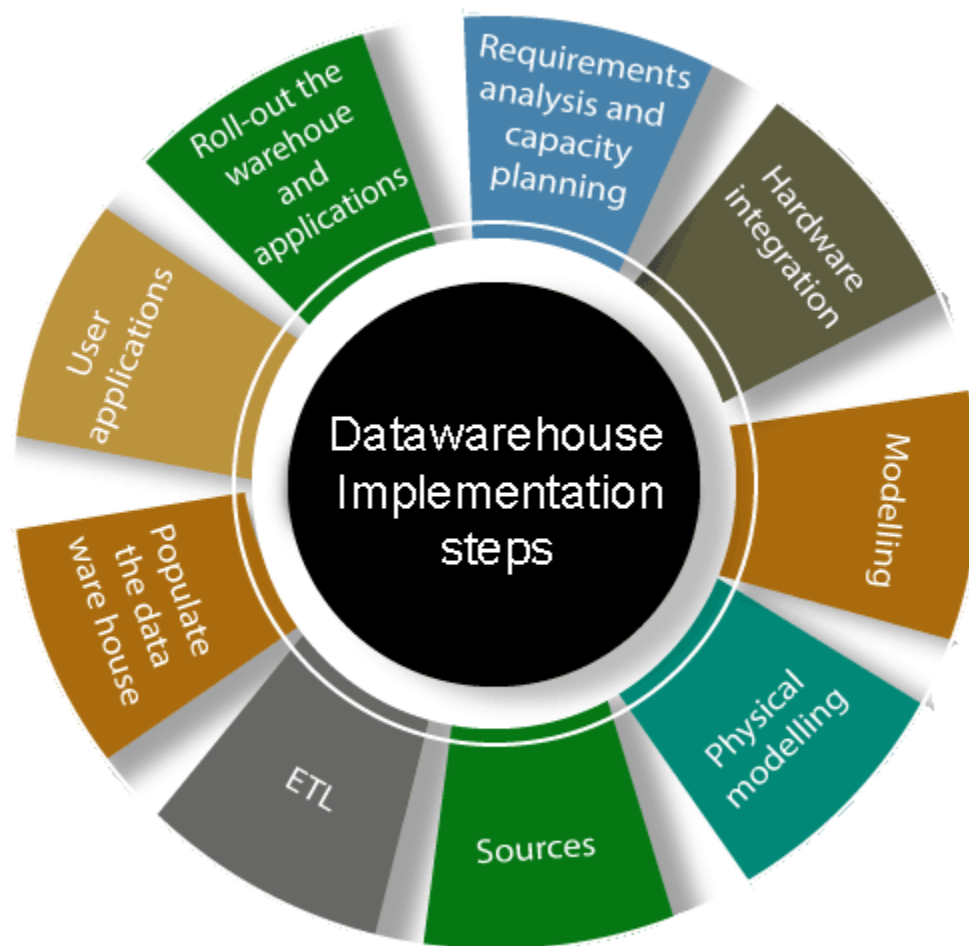 Requirements
analysis and
capacity
planning
Hardware
integration
Modelling
Physical
modelling
Sources
ETL
Populate
the data
ware house
User
applications
Roll-out the
warehoue
and
applications
Datawarehouse
Implementation
steps